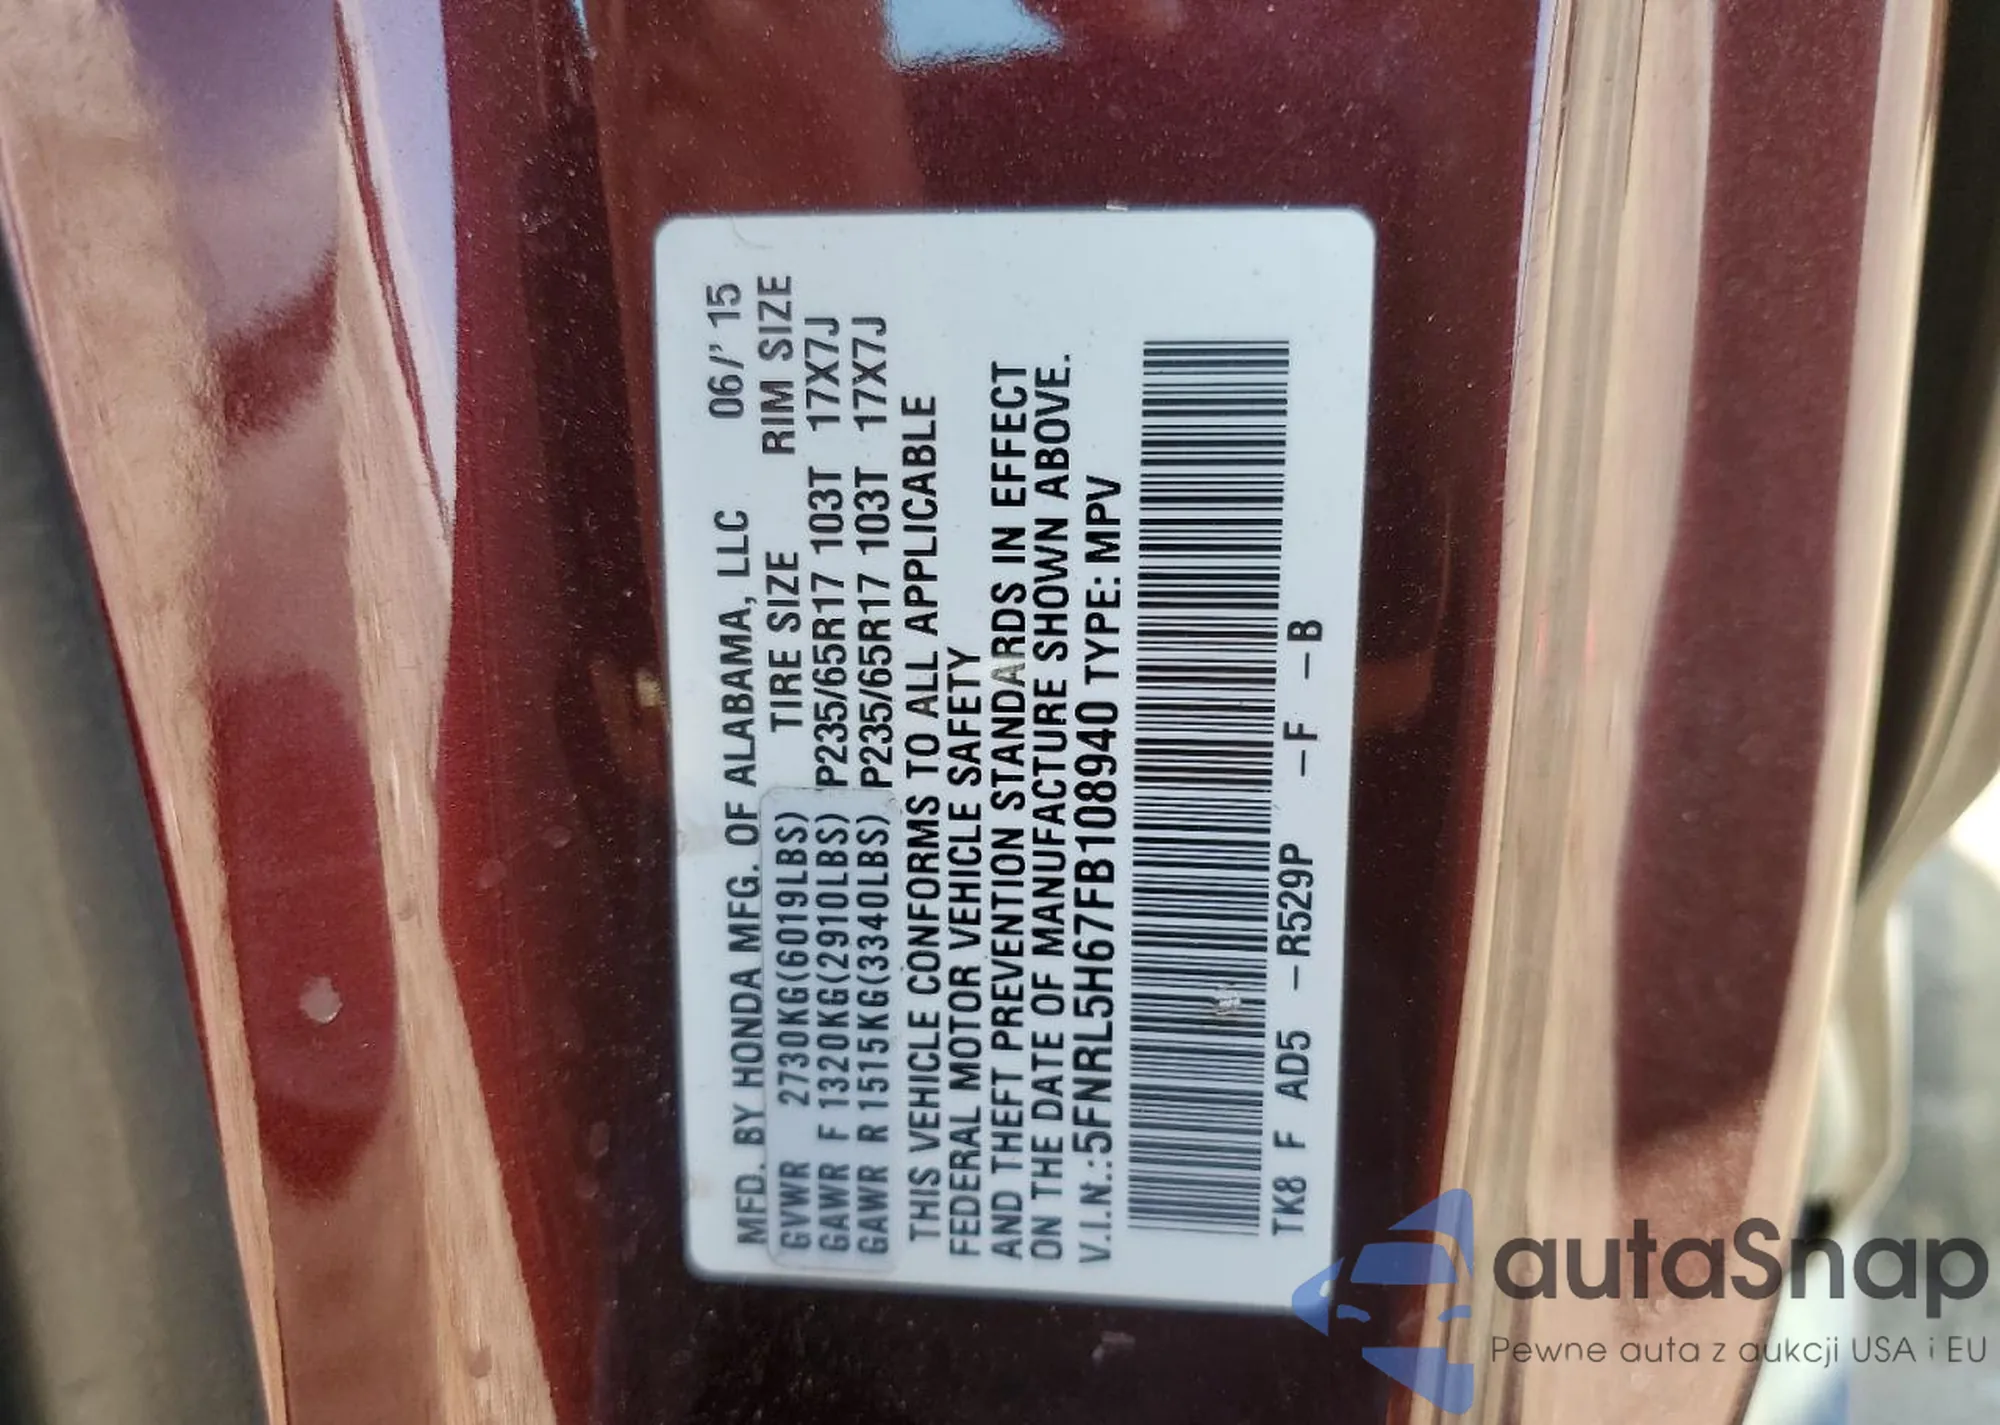 MFD. BY HONDA MFG. OF ALABAMA, LLC 06/'15
TIRE SIZE RIM SIZE
GVWR 2730KG(6019LBS)
GAWR F 1320KG(2910LBS) P235/65R17 103T 17X7J
GAWR R 1515KG(3340LBS) P235/65R17 103T 17X7J
THIS VEHICLE CONFORMS TO ALL APPLICABLE
FEDERAL MOTOR VEHICLE SAFETY
AND THEFT PREVENTION STANDARDS IN EFFECT
ON THE DATE OF MANUFACTURE SHOWN ABOVE.
V.I.N.:5FNRL5H67FB108940 TYPE: MPV
TK8 F AD5 -R529P -F -B
autaSnap
Pewne auta z aukcji USA i EU